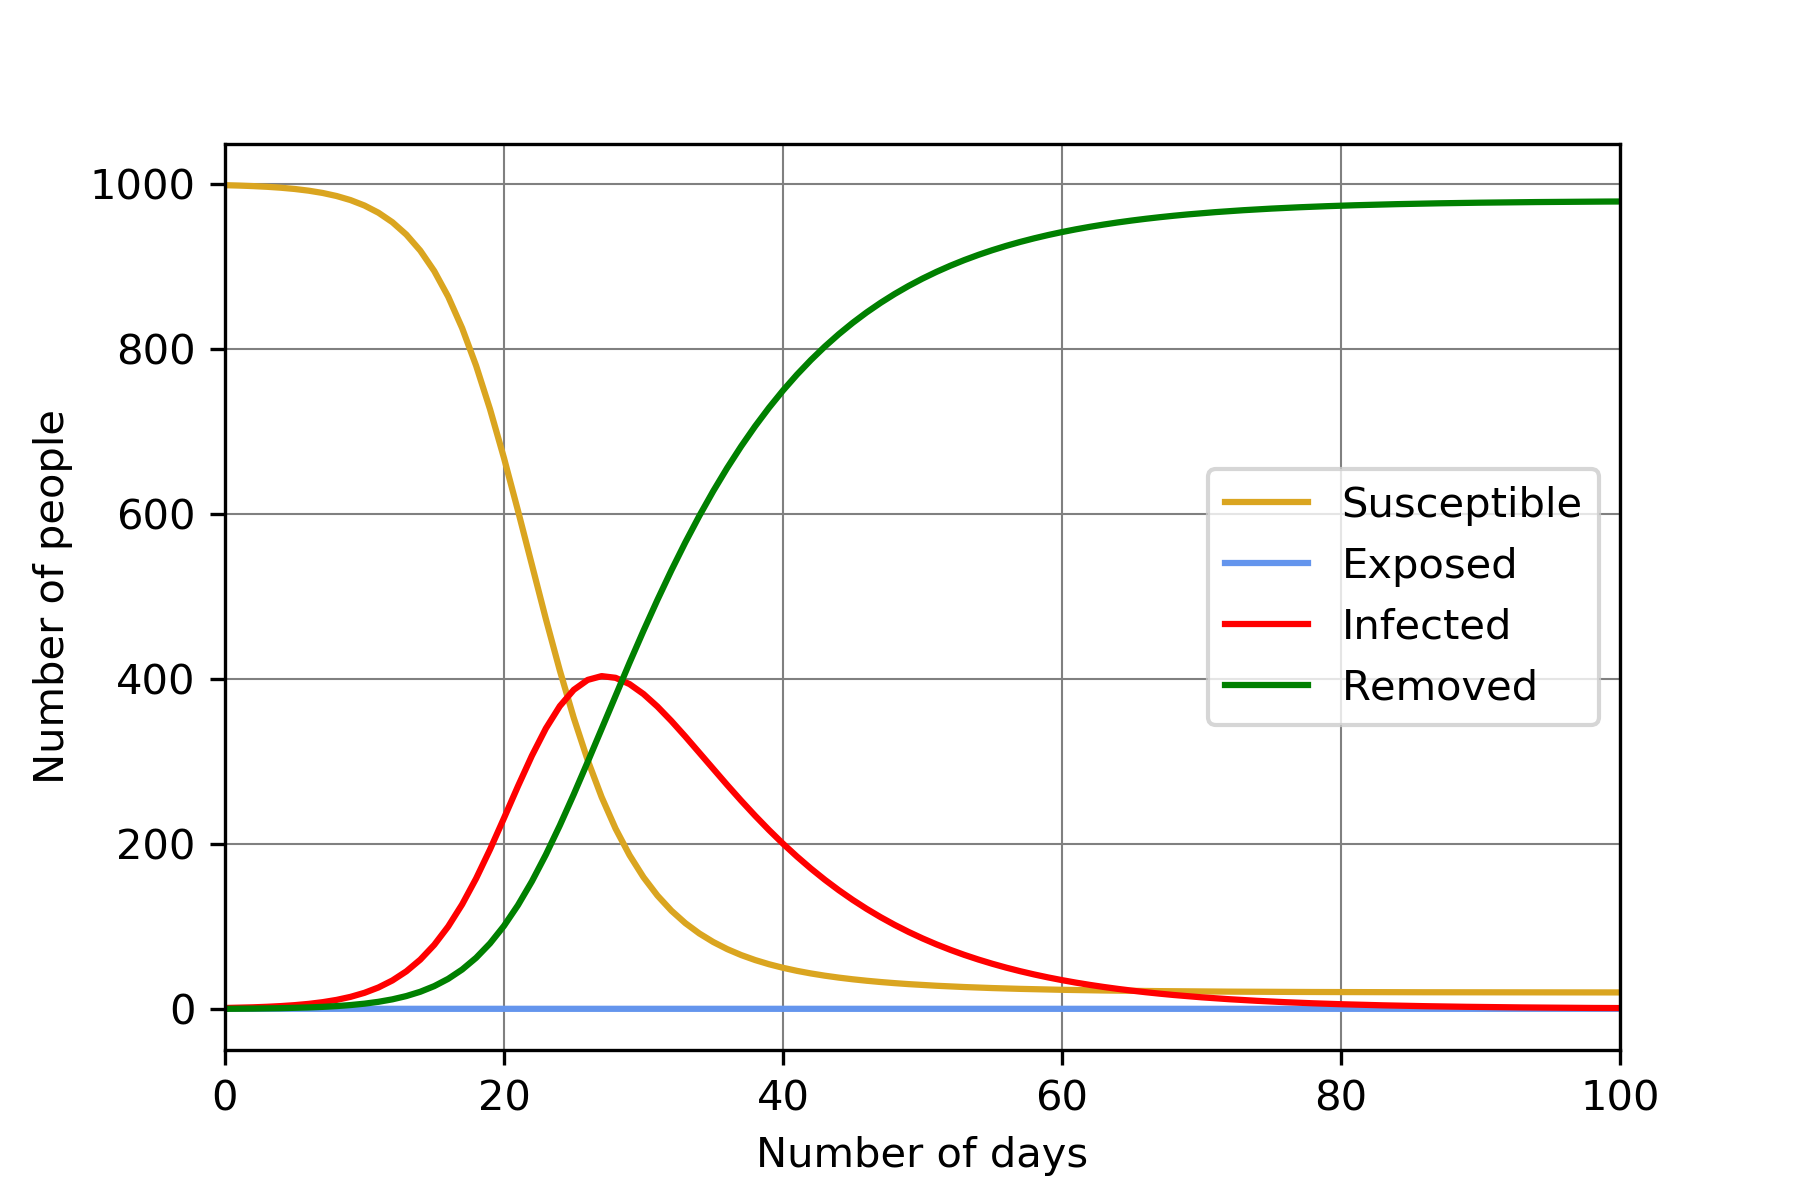 1000
800
600
400
200
0
Number of people
Susceptible
Exposed
Infected
Removed
0 20 40 60 80 100
Number of days